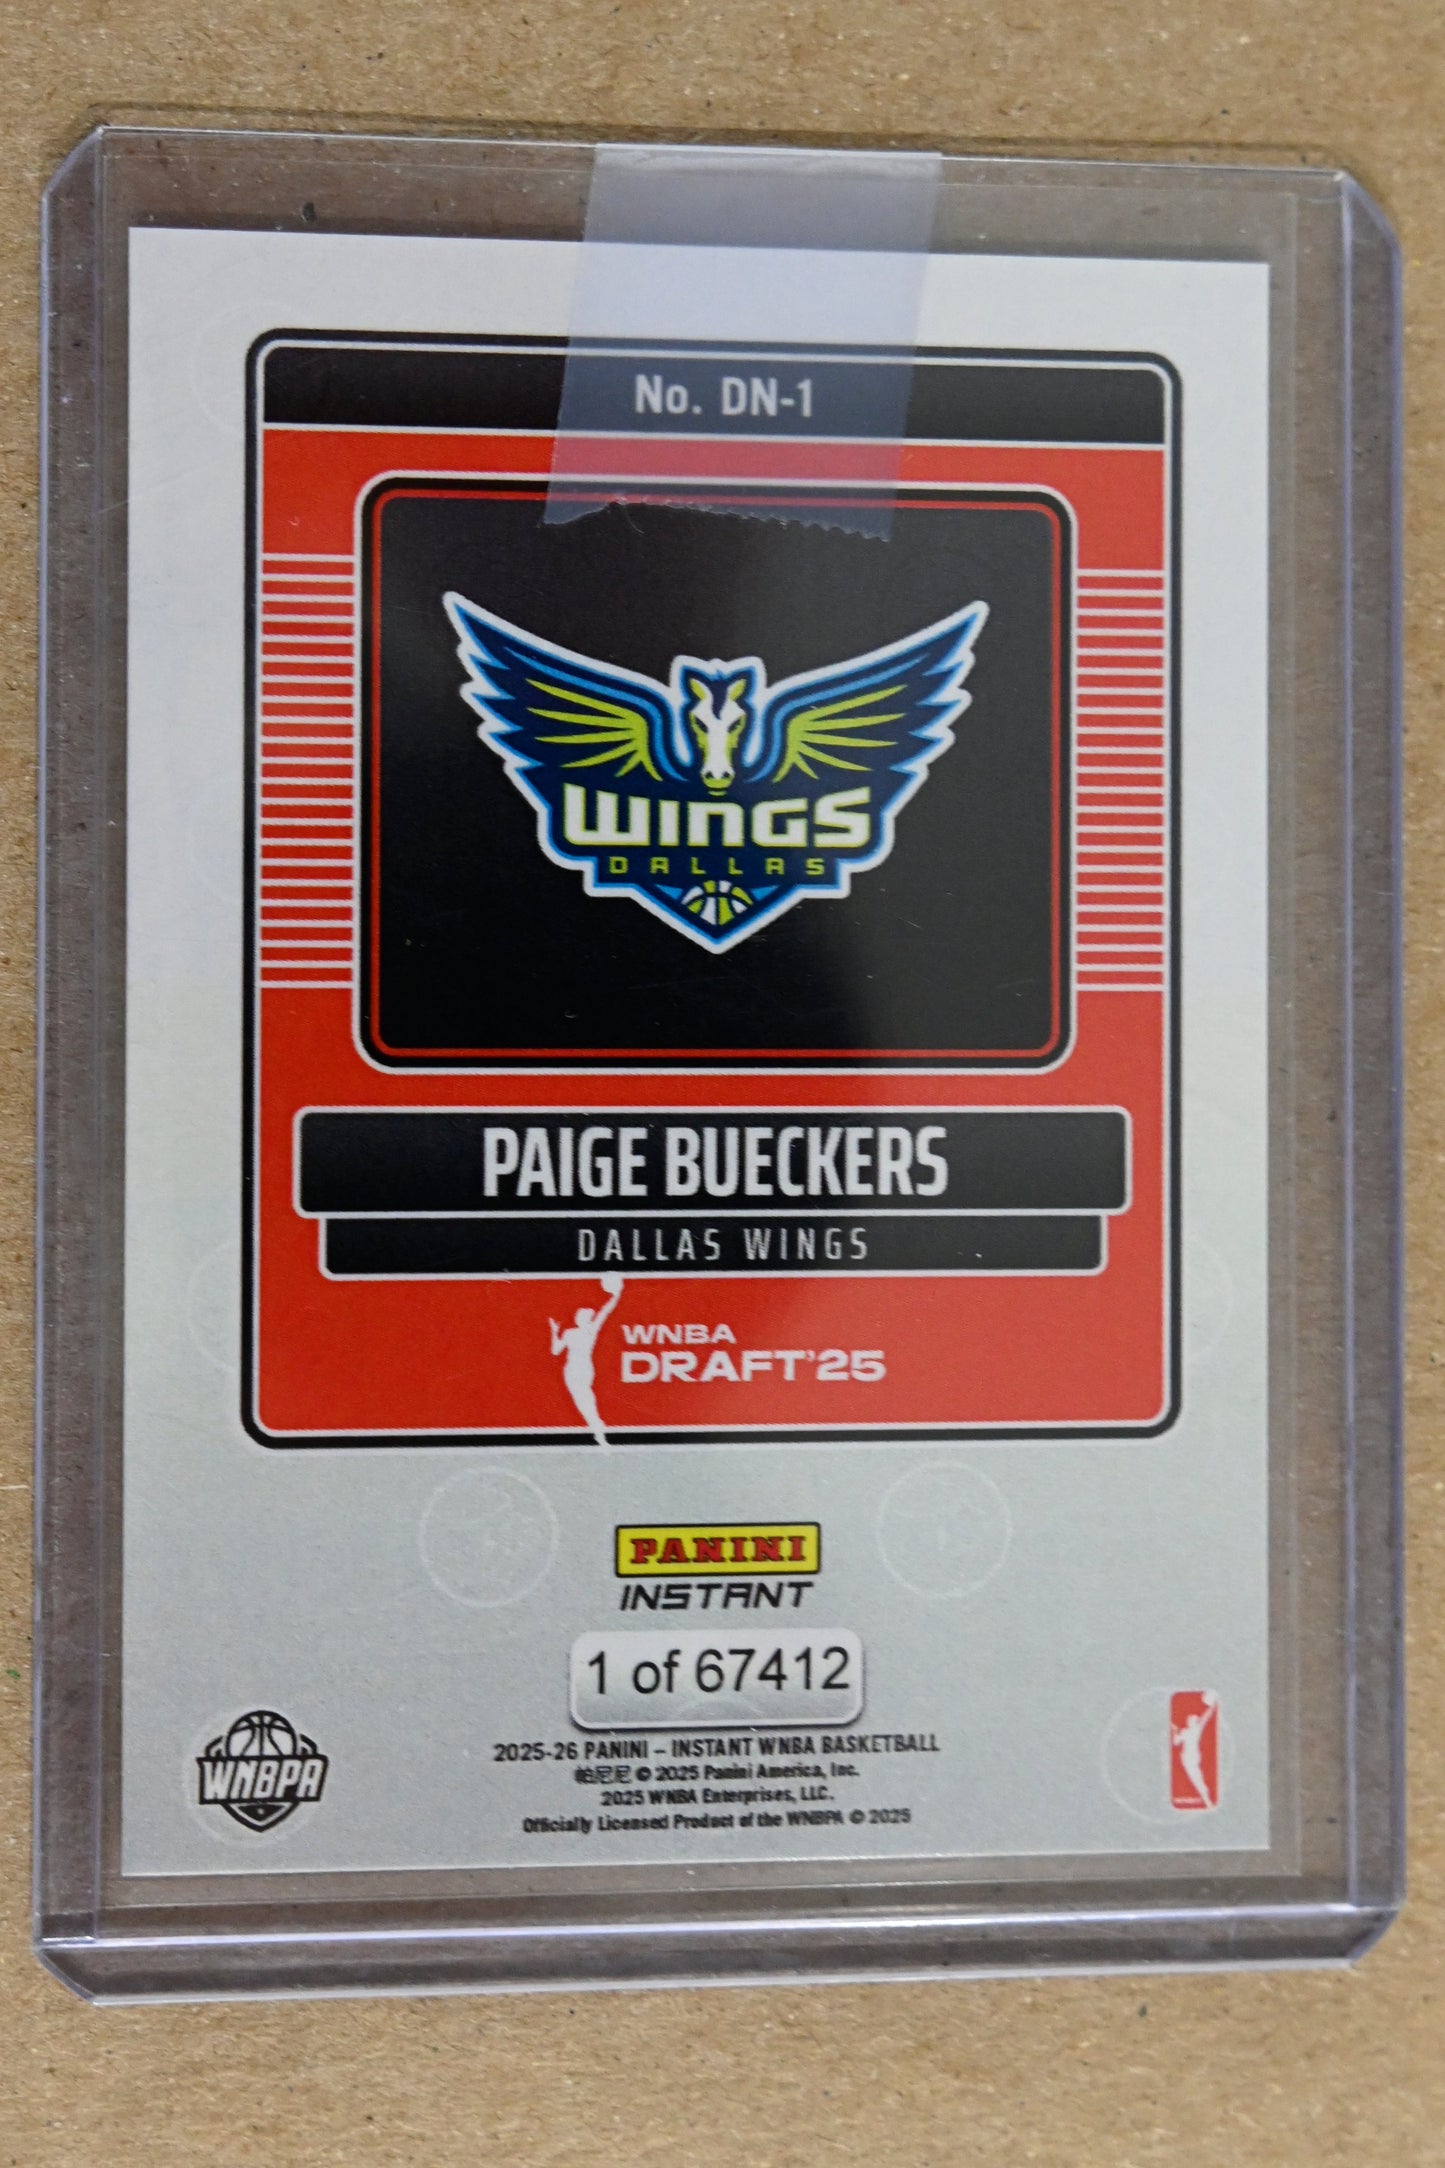 No. DN-1
WINGS
DALLAS
PAIGE BUECKERS
DALLAS WINGS
WNBA
DRAFT'25
PANINI
INSTANT
1 of 67412
WNBPA
2025-26 PANINI – INSTANT WNBA BASKETBALL
帕尼尼 © 2025 Panini America, Inc.
2025 WNBA Enterprises, LLC.
Officially Licensed Product of the WNBPA © 2025
WNBA